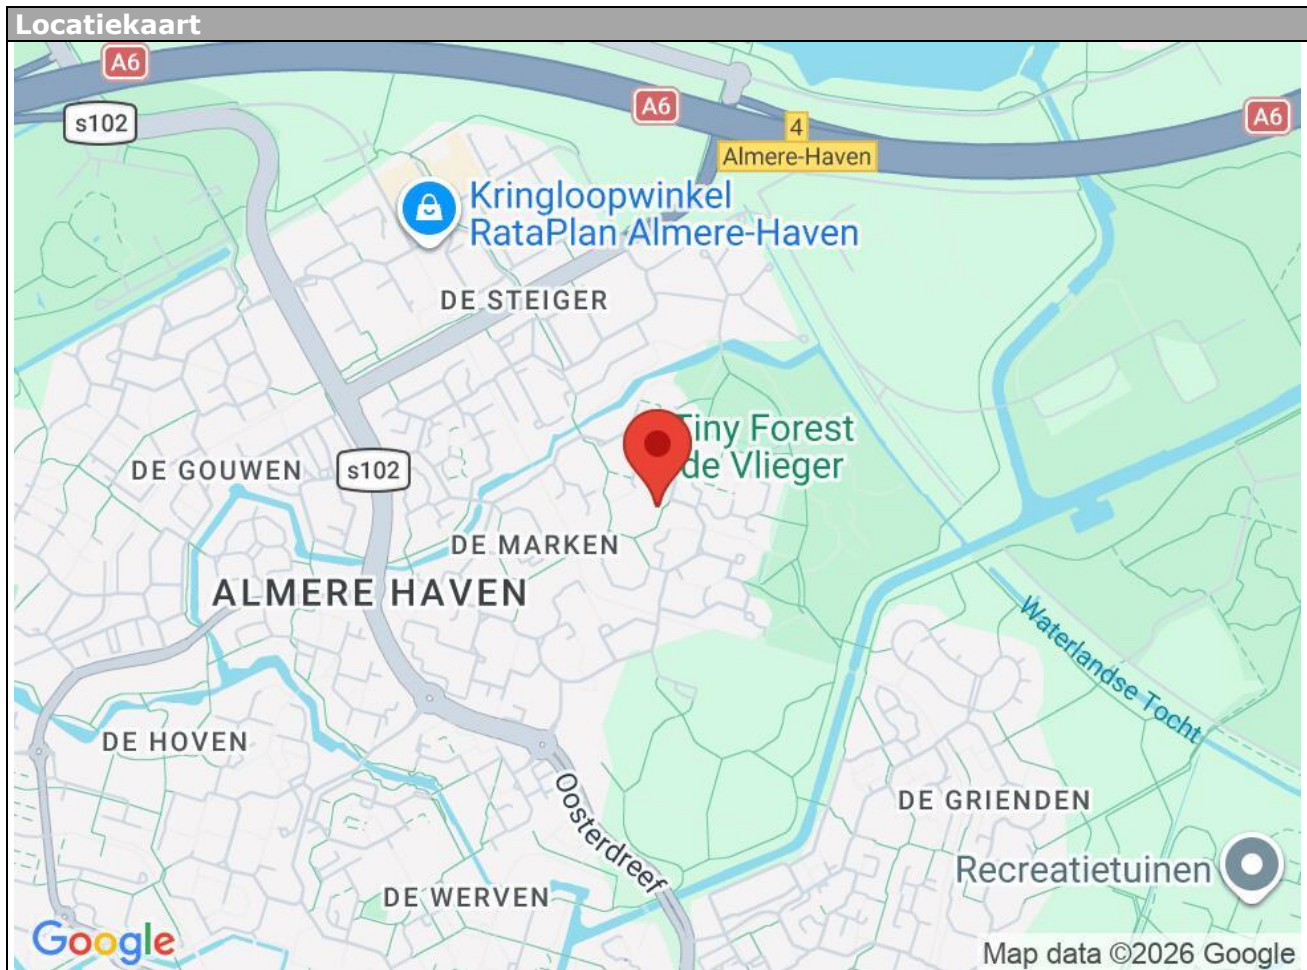 Locatiekaart
A6
s102
A6
A6
4
Almere-Haven
Kringloopwinkel
RataPlan Almere-Haven
DE STEIGER
Tiny Forest
de Vlieger
DE GOUWEN
s102
DE MARKEN
ALMERE HAVEN
Waterlandse Tocht
DE HOVEN
Oosterdreef
DE GRIENDEN
Recreatietuinen
DE WERVEN
Google
Map data ©2026 Google